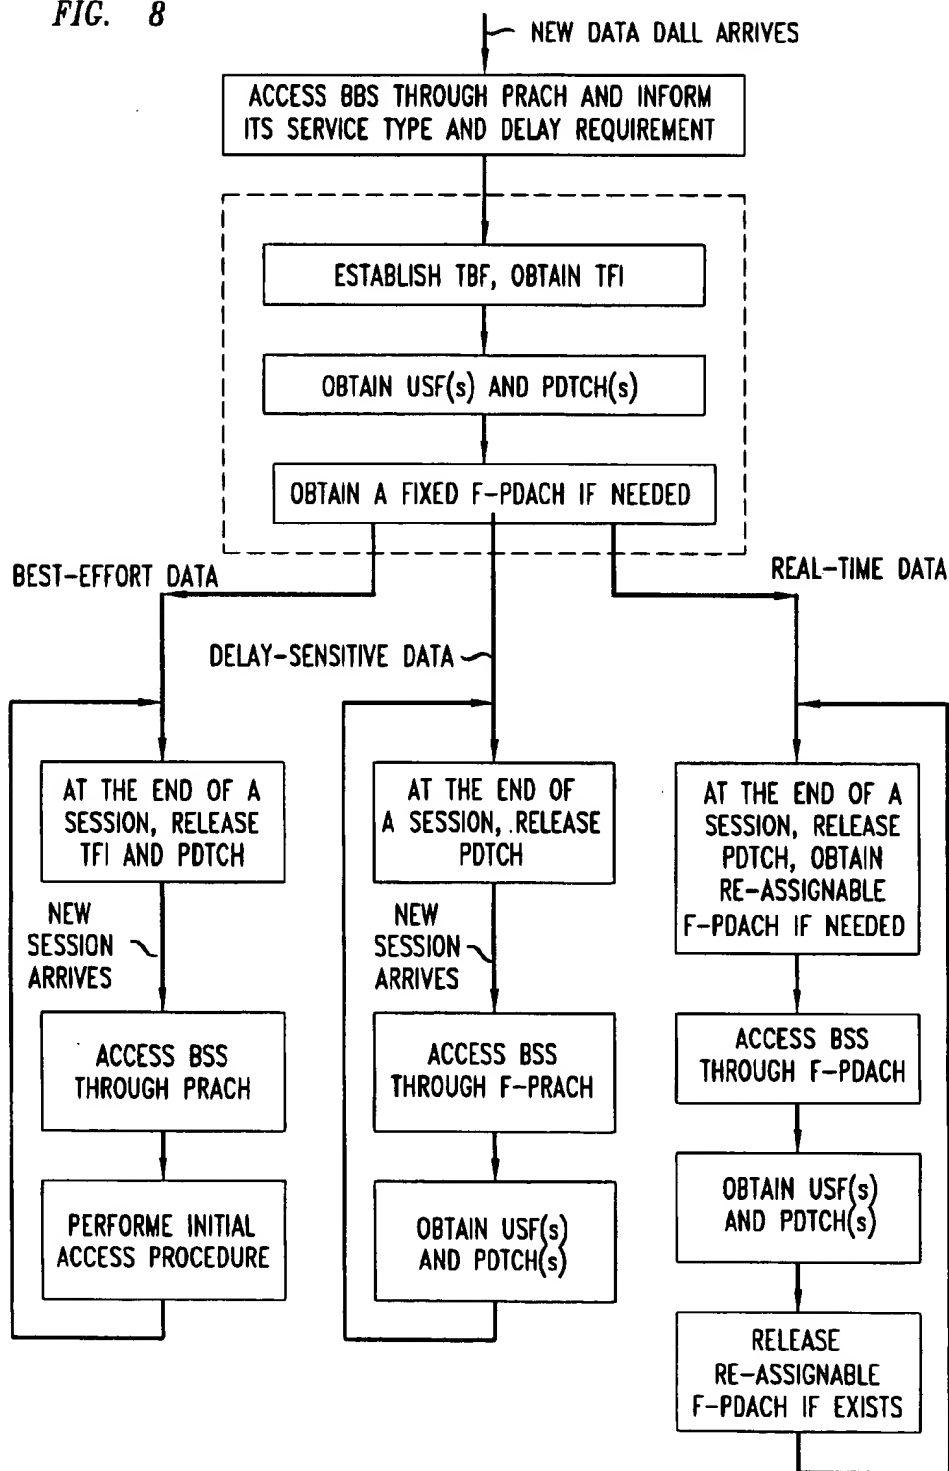 FIG. 8
NEW DATA DALL ARRIVES
ACCESS BBS THROUGH PRACH AND INFORM
ITS SERVICE TYPE AND DELAY REQUIREMENT
ESTABLISH TBF, OBTAIN TFI
OBTAIN USF(s) AND PDTCH(s)
OBTAIN A FIXED F-PDACH IF NEEDED
BEST-EFFORT DATA
DELAY-SENSITIVE DATA
REAL-TIME DATA
AT THE END OF A
SESSION, RELEASE
TFI AND PDTCH
NEW
SESSION
ARRIVES
ACCESS BSS
THROUGH PRACH
PERFORME INITIAL
ACCESS PROCEDURE
AT THE END OF
A SESSION, RELEASE
PDTCH
NEW
SESSION
ARRIVES
ACCESS BSS
THROUGH F-PRACH
OBTAIN USF(s)
AND PDTCH(s)
AT THE END OF A
SESSION, RELEASE
PDTCH, OBTAIN
RE-ASSIGNABLE
F-PDACH IF NEEDED
ACCESS BSS
THROUGH F-PDACH
OBTAIN USF(s)
AND PDTCH(s)
RELEASE
RE-ASSIGNABLE
F-PDACH IF EXISTS